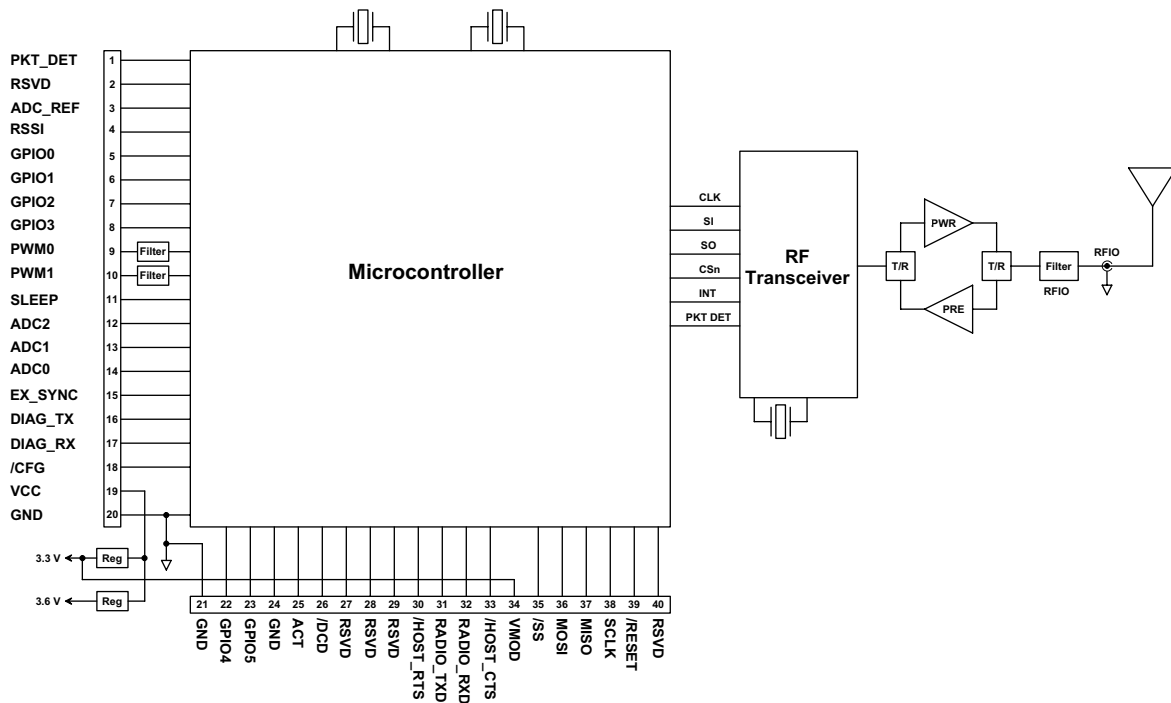 PKT_DET 1
RSVD 2
ADC_REF 3
RSSI 4
GPIO0 5
GPIO1 6
GPIO2 7
GPIO3 8
PWM0 9 Filter
PWM1 10 Filter
SLEEP 11
ADC2 12
ADC1 13
ADC0 14
EX_SYNC 15
DIAG_TX 16
DIAG_RX 17
/CFG 18
VCC 19
GND 20
Microcontroller
CLK
SI
SO
CSn
INT
PKT DET
RF
Transceiver
T/R
PWR
PRE
T/R
Filter
RFIO
RFIO
3.3 V Reg
3.6 V Reg
21 GND
22 GPIO4
23 GPIO5
24 GND
25 ACT
26 /DCD
27 RSVD
28 RSVD
29 RSVD
30 /HOST_RTS
31 RADIO_TXD
32 RADIO_RXD
33 /HOST_CTS
34 VMOD
35 /SS
36 MOSI
37 MISO
38 SCLK
39 /RESET
40 RSVD